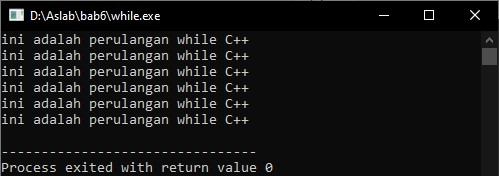 D:\Aslab\bab6\while.exe
ini adalah perulangan while C++
ini adalah perulangan while C++
ini adalah perulangan while C++
ini adalah perulangan while C++
ini adalah perulangan while C++
ini adalah perulangan while C++
--------------------------------
Process exited with return value 0